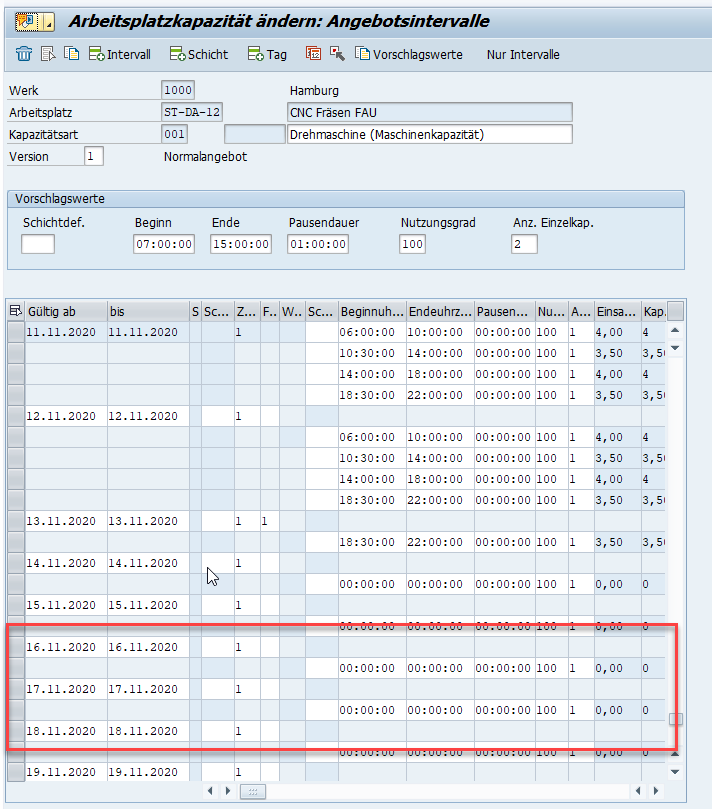 Arbeitsplatzkapazität ändern: Angebotsintervalle
Intervall Schicht Tag Vorschlagswerte Nur Intervalle
Werk 1000 Hamburg
Arbeitsplatz ST-DA-12 CNC Fräsen FAU
Kapazitätsart 001 Drehmaschine (Maschinenkapazität)
Version 1 Normalangebot
Vorschlagswerte
Schichtdef. Beginn Ende Pausendauer Nutzungsgrad Anz. Einzelkap.
07:00:00 15:00:00 01:00:00 100 2
Gültig ab bis S Sc... Z... F.. W.. Sc... Beginnuh... Endeuhrz... Pausen... Nu... A... Einsa... Kap.
11.11.2020 11.11.2020 1 06:00:00 10:00:00 00:00:00 100 1 4,00 4
10:30:00 14:00:00 00:00:00 100 1 3,50 3,50
14:00:00 18:00:00 00:00:00 100 1 4,00 4
18:30:00 22:00:00 00:00:00 100 1 3,50 3,50
12.11.2020 12.11.2020 1
06:00:00 10:00:00 00:00:00 100 1 4,00 4
10:30:00 14:00:00 00:00:00 100 1 3,50 3,50
14:00:00 18:00:00 00:00:00 100 1 4,00 4
18:30:00 22:00:00 00:00:00 100 1 3,50 3,50
13.11.2020 13.11.2020 1 1
18:30:00 22:00:00 00:00:00 100 1 3,50 3,50
14.11.2020 14.11.2020 1
00:00:00 00:00:00 00:00:00 100 1 0,00 0
15.11.2020 15.11.2020 1
00:00:00 00:00:00 00:00:00 100 1 0,00 0
16.11.2020 16.11.2020 1
00:00:00 00:00:00 00:00:00 100 1 0,00 0
17.11.2020 17.11.2020 1
00:00:00 00:00:00 00:00:00 100 1 0,00 0
18.11.2020 18.11.2020 1
00:00:00 00:00:00 00:00:00 100 1 0,00 0
19.11.2020 19.11.2020 1